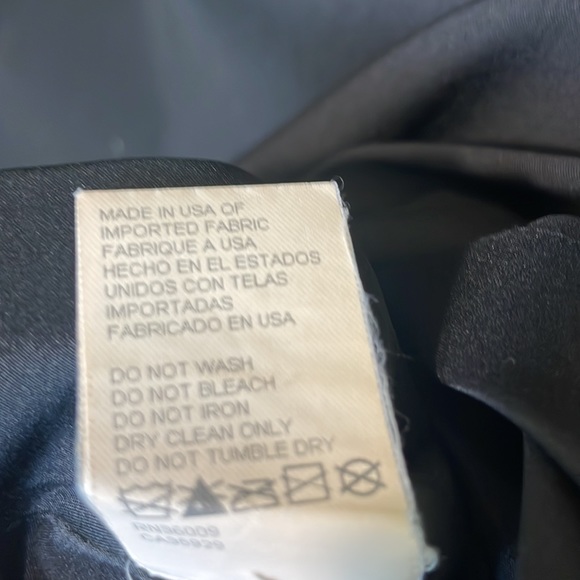 MADE IN USA OF
IMPORTED FABRIC
FABRIQUE A USA
HECHO EN EL ESTADOS
UNIDOS CON TELAS
IMPORTADAS
FABRICADO EN USA
DO NOT WASH
DO NOT BLEACH
DO NOT IRON
DRY CLEAN ONLY
DO NOT TUMBLE DRY
RN36009